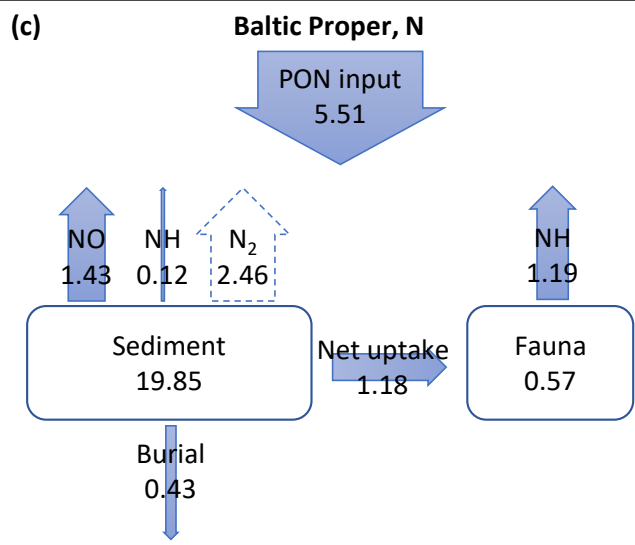 (c)
Baltic Proper, N
PON input
5.51
NO
1.43
NH
0.12
N₂
2.46
NH
1.19
Sediment
19.85
Net uptake
1.18
Fauna
0.57
Burial
0.43